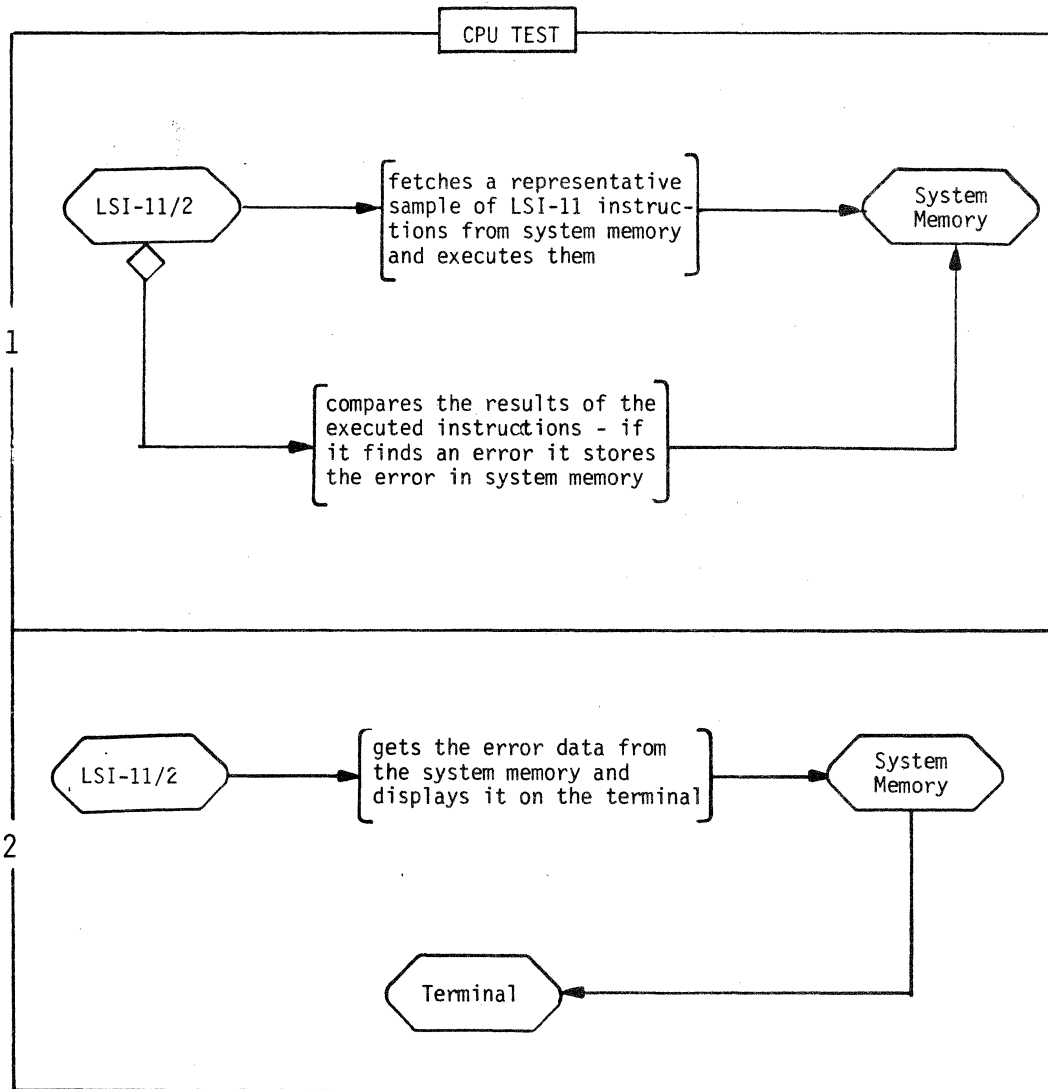 CPU TEST
LSI-11/2
fetches a representative
sample of LSI-11 instruc-
tions from system memory
and executes them
System
Memory
1
compares the results of the
executed instructions - if
it finds an error it stores
the error in system memory
LSI-11/2
gets the error data from
the system memory and
displays it on the terminal
System
Memory
2
Terminal